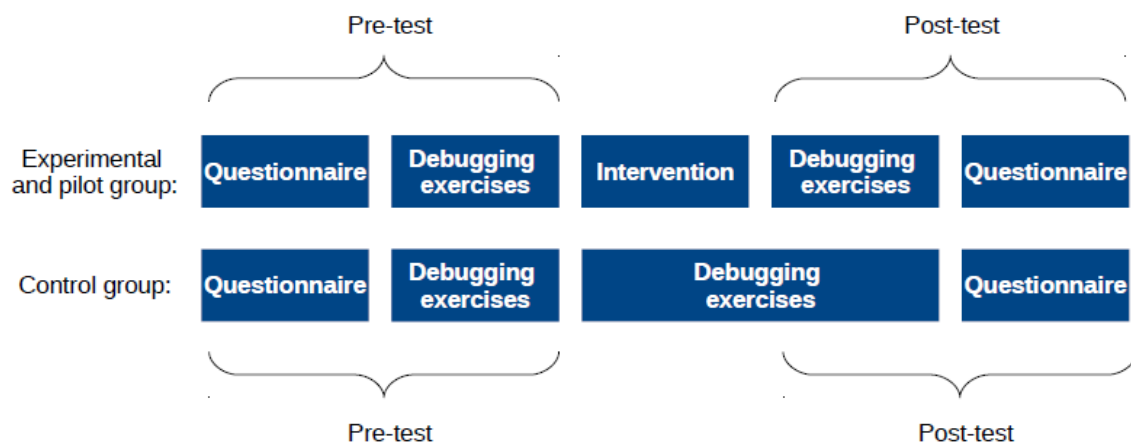 Pre-test
Post-test
Experimental
and pilot group:
Questionnaire
Debugging
exercises
Intervention
Debugging
exercises
Questionnaire
Control group:
Questionnaire
Debugging
exercises
Debugging
exercises
Questionnaire
Pre-test
Post-test